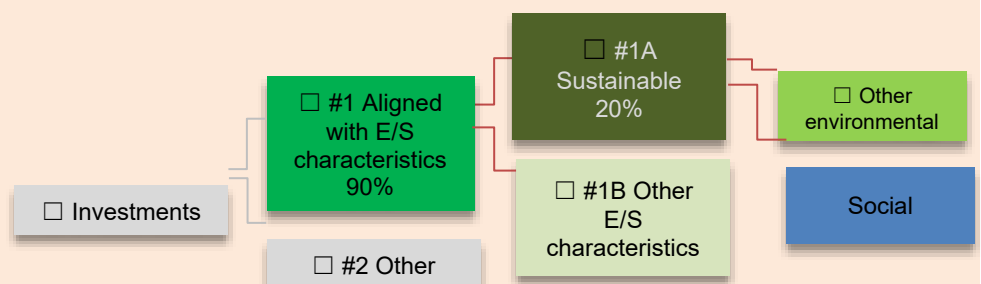 ☐ Investments
☐ #1 Aligned
with E/S
characteristics
90%
☐ #2 Other
☐ #1A
Sustainable
20%
☐ #1B Other
E/S
characteristics
☐ Other
environmental
Social